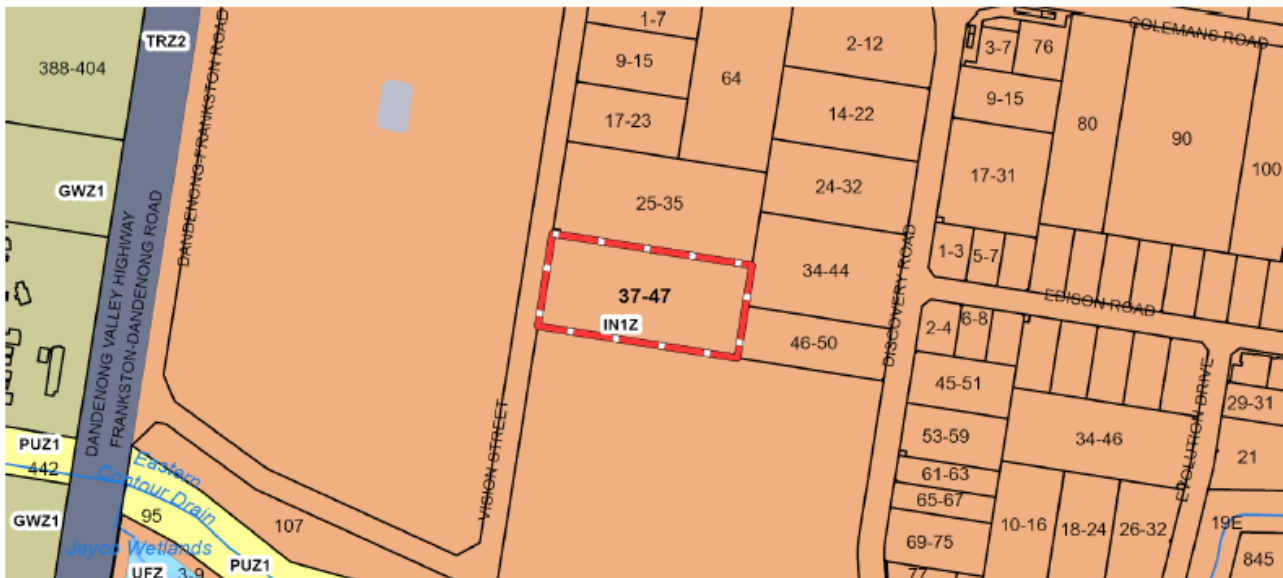 1-7
COLEMANS ROAD
TRZ2
2-12
3-7
76
9-15
388-404
64
9-15
14-22
80
17-23
90
DANDENONG-FRANKSTON ROAD
17-31
100
24-32
GWZ1
25-35
1-3
5-7
34-44
37-47
EDISON ROAD
IN1Z
6-8
2-4
46-50
DISCOVERY ROAD
45-51
29-31
EVOLUTION DRIVE
DANDENONG VALLEY HIGHWAY
FRANKSTON-DANDENONG ROAD
PUZ1
53-59
34-46
VISION STREET
442
Eastern
Contour Drain
21
61-63
65-67
GWZ1
95
107
10-16
18-24
26-32
19E
Jayco Wetlands
69-75
PUZ1
845
UFZ
3-9
77